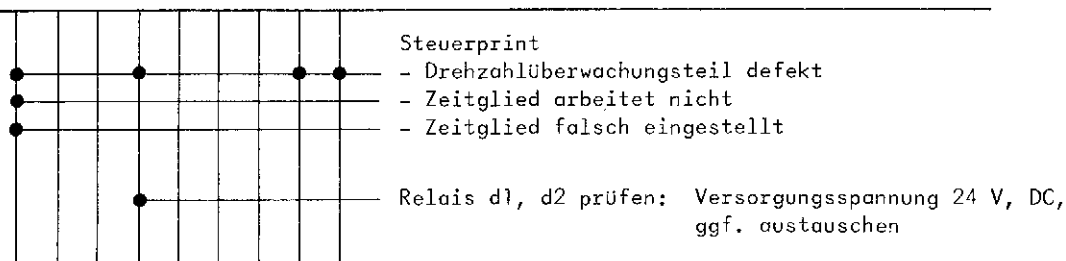 Steuerprint
- Drehzahlüberwachungsteil defekt
- Zeitglied arbeitet nicht
- Zeitglied falsch eingestellt
Relais d1, d2 prüfen: Versorgungsspannung 24 V, DC,
ggf. austauschen